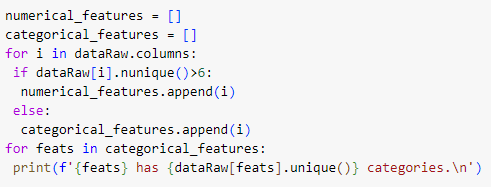 numerical_features = []
categorical_features = []
for i in dataRaw.columns:
 if dataRaw[i].nunique()>6:
  numerical_features.append(i)
 else:
  categorical_features.append(i)
for feats in categorical_features:
 print(f'{feats} has {dataRaw[feats].unique()} categories.\n')